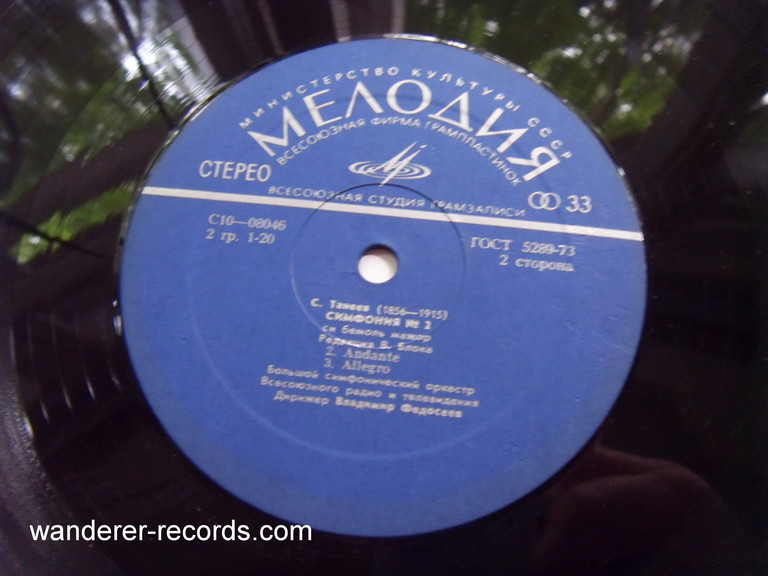 МИНИСТЕРСТВО КУЛЬТУРЫ СССР
МЕЛОДИЯ
ВСЕСОЮЗНАЯ ФИРМА ГРАМПЛАСТИНОК
СТЕРЕО
33
ВСЕСОЮЗНАЯ СТУДИЯ ГРАМЗАПИСИ
С10—08046
2 гр. 1-20
ГОСТ 5289-73
2 сторона
С. Танеев (1856—1915)
СИМФОНИЯ № 2
си бемоль мажор
Редакция В. Блока
2. Andante
3. Allegro
Большой симфонический оркестр
Всесоюзного радио и телевидения
Дирижер Владимир Федосеев
wanderer-records.com